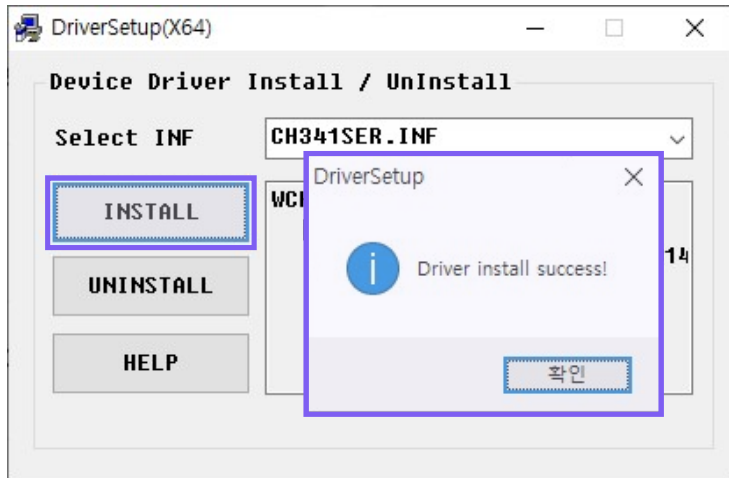 DriverSetup(X64)
Device Driver Install / UnInstall
Select INF
CH341SER.INF
INSTALL
UNINSTALL
HELP
14
DriverSetup
Driver install success!
확인